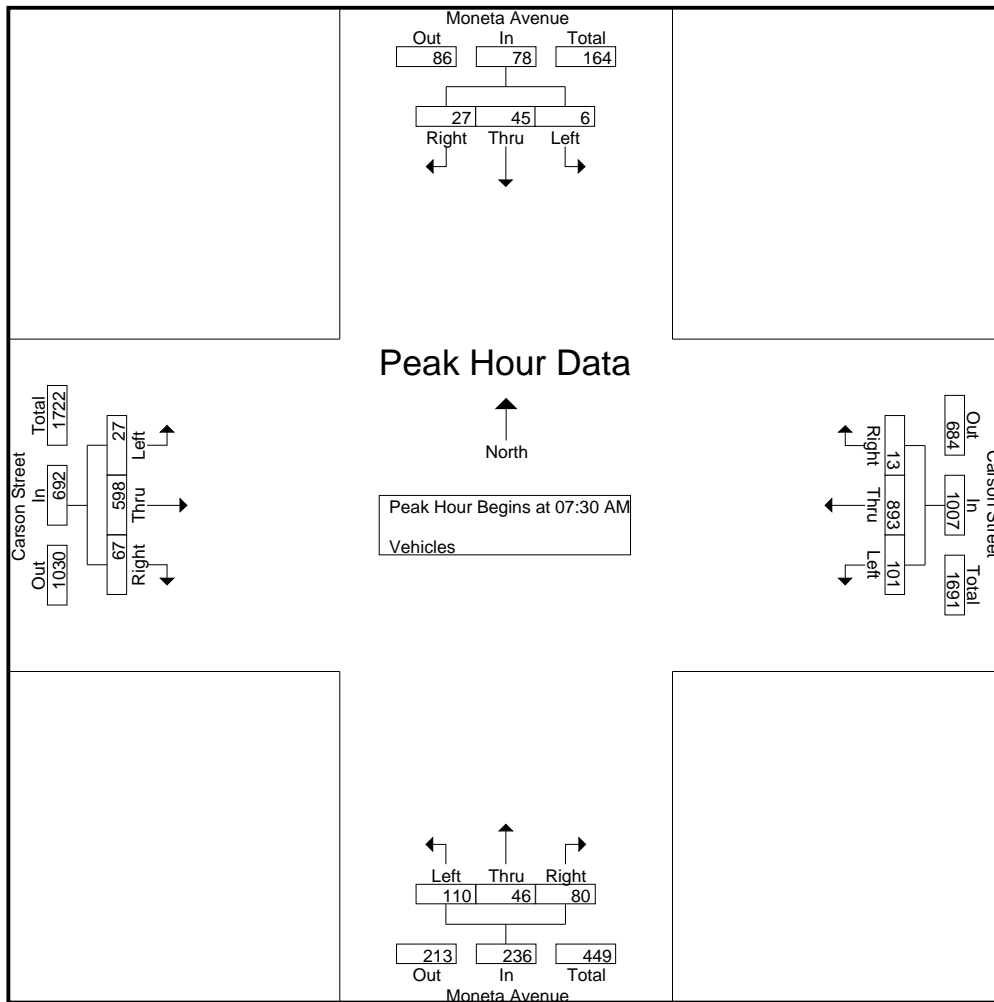 Moneta Avenue
Out In Total
86 78 164
27 45 6
Right Thru Left
Peak Hour Data
North
Peak Hour Begins at 07:30 AM
Vehicles
Carson Street
Total In Out
1722 692 1030
27 598 67
Left Thru Right
Right Thru Left
13 893 101
684 1007 1691
Out In Total
Carson Street
Left Thru Right
110 46 80
213 236 449
Out In Total
Moneta Avenue